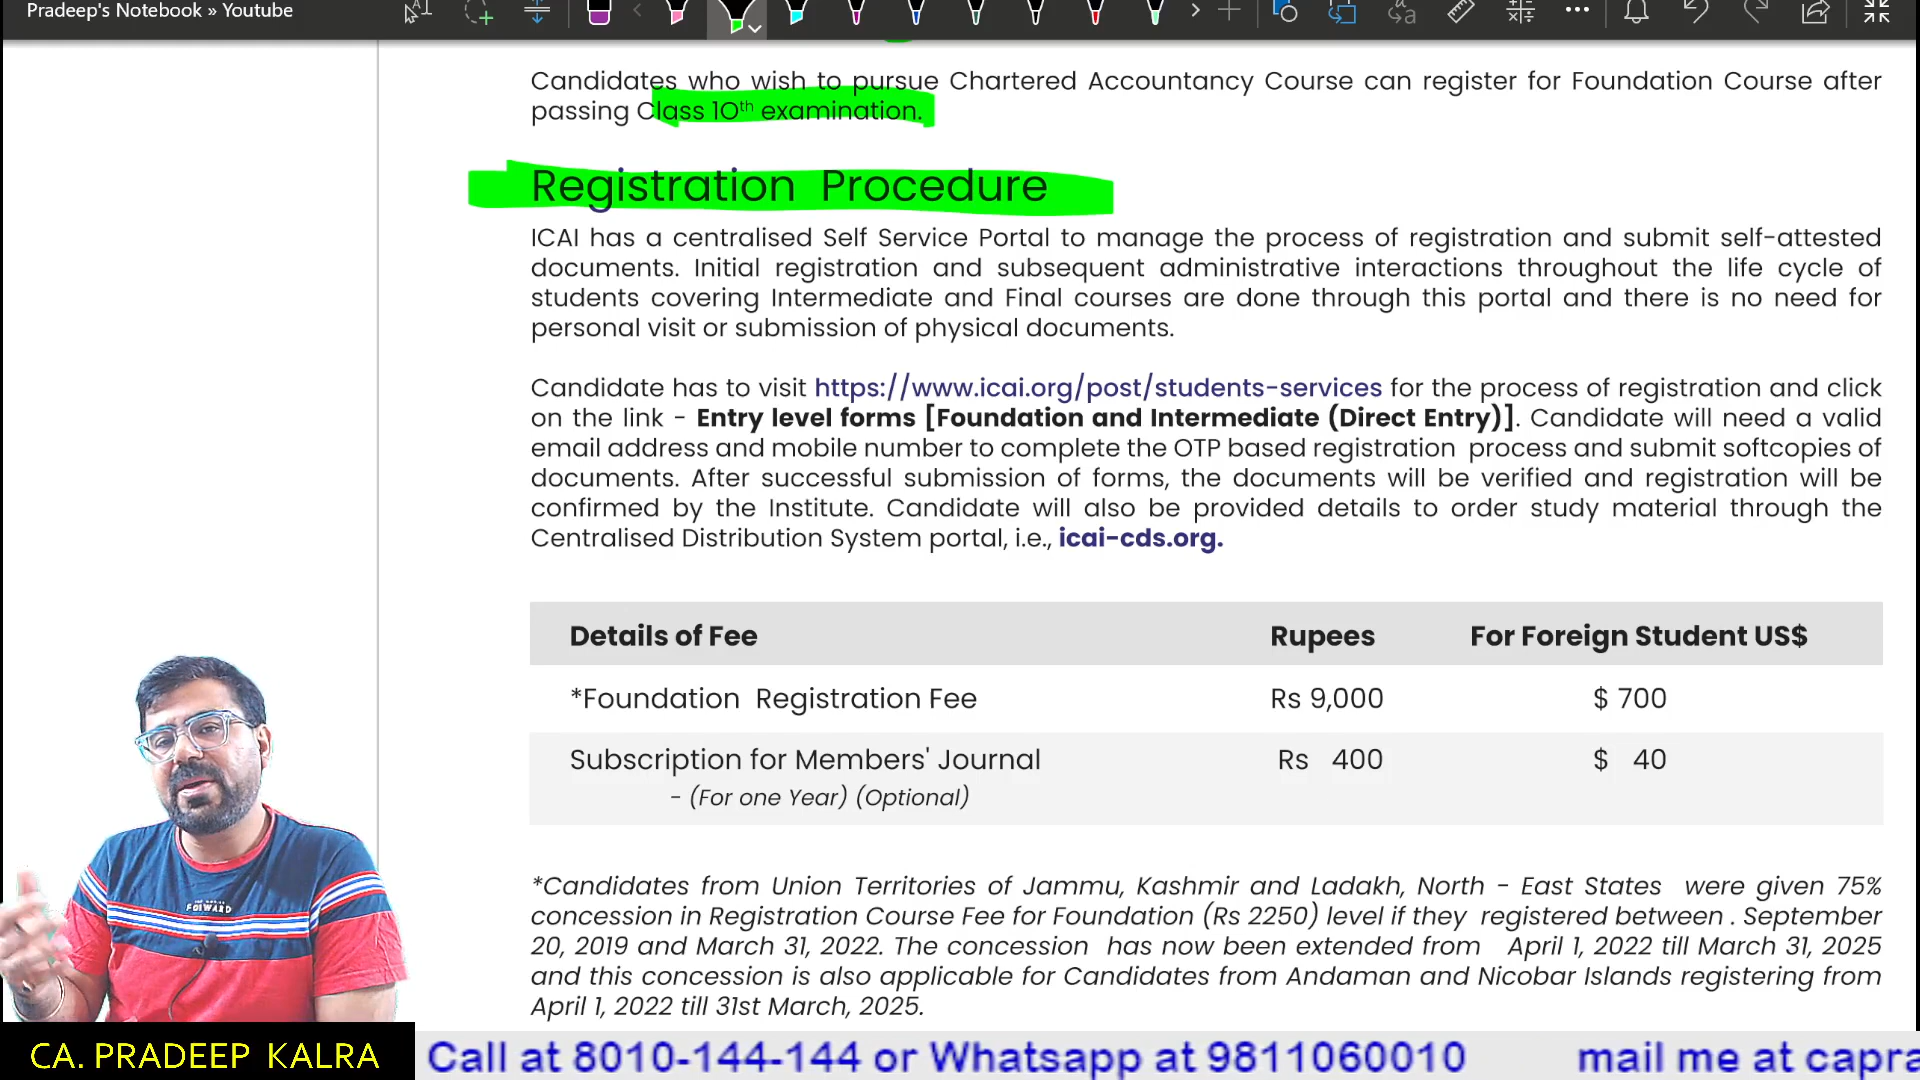 Pradeep's Notebook » Youtube
Candidates who wish to pursue Chartered Accountancy Course can register for Foundation Course after
passing Class 10th examination.
Registration Procedure
ICAI has a centralised Self Service Portal to manage the process of registration and submit self-attested
documents. Initial registration and subsequent administrative interactions throughout the life cycle of
students covering Intermediate and Final courses are done through this portal and there is no need for
personal visit or submission of physical documents.
Candidate has to visit https://www.icai.org/post/students-services for the process of registration and click
on the link - Entry level forms [Foundation and Intermediate (Direct Entry)]. Candidate will need a valid
email address and mobile number to complete the OTP based registration process and submit softcopies of
documents. After successful submission of forms, the documents will be verified and registration will be
confirmed by the Institute. Candidate will also be provided details to order study material through the
Centralised Distribution System portal, i.e., icai-cds.org.
Details of Fee Rupees For Foreign Student US$
*Foundation Registration Fee Rs 9,000 $ 700
Subscription for Members' Journal Rs 400 $ 40
- (For one Year) (Optional)
*Candidates from Union Territories of Jammu, Kashmir and Ladakh, North - East States were given 75%
concession in Registration Course Fee for Foundation (Rs 2250) level if they registered between . September
20, 2019 and March 31, 2022. The concession has now been extended from April 1, 2022 till March 31, 2025
and this concession is also applicable for Candidates from Andaman and Nicobar Islands registering from
April 1, 2022 till 31st March, 2025.
FORWARD
CA. PRADEEP KALRA Call at 8010-144-144 or Whatsapp at 9811060010 mail me at capra